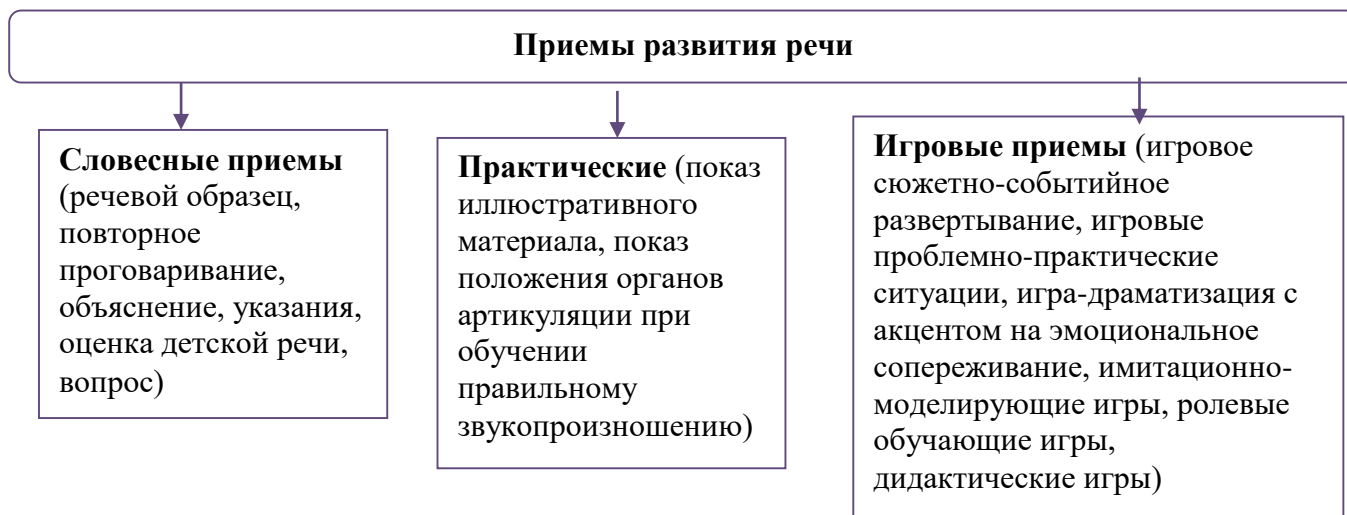 Приемы развития речи
Словесные приемы
(речевой образец,
повторное
проговаривание,
объяснение, указания,
оценка детской речи,
вопрос)
Практические (показ
иллюстративного
материала, показ
положения органов
артикуляции при
обучении
правильному
звукопроизношению)
Игровые приемы (игровое
сюжетно-событийное
развертывание, игровые
проблемно-практические
ситуации, игра-драматизация с
акцентом на эмоциональное
сопереживание, имитационно-
моделирующие игры, ролевые
обучающие игры,
дидактические игры)